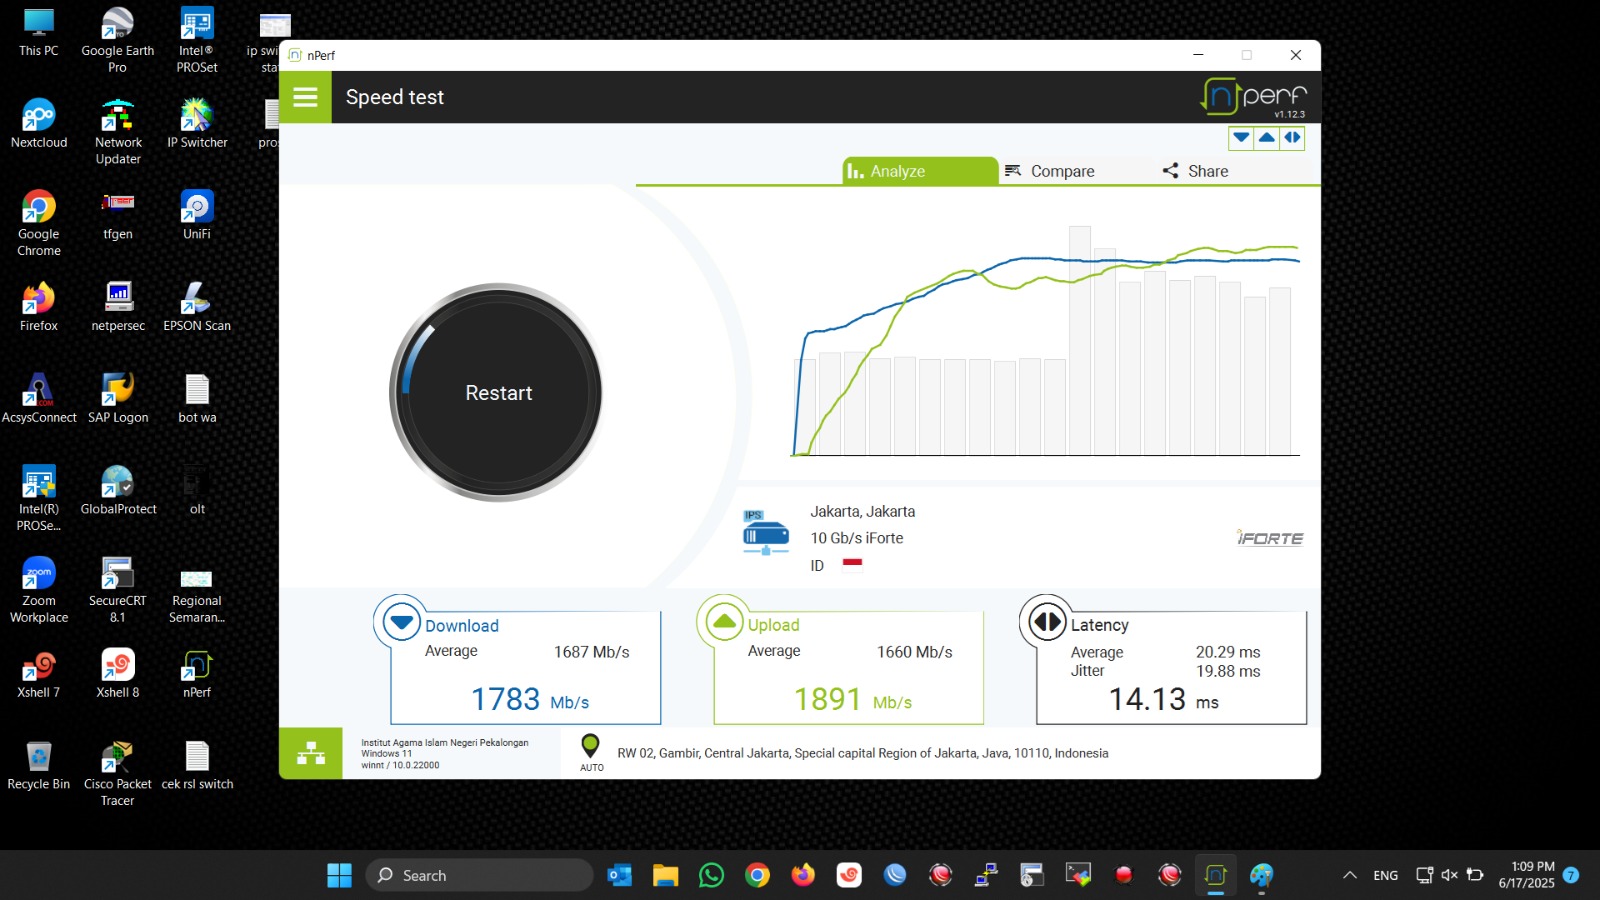 This PC
Google Earth
Pro
Intel®
PROSet
Nextcloud
Network
Updater
IP Switcher
Google
Chrome
tfgen
UniFi
Firefox
netpersec
EPSON Scan
AcsysConnect
SAP Logon
bot wa
Intel(R)
PROSe...
GlobalProtect
olt
Zoom
Workplace
SecureCRT
8.1
Regional
Semaran...
Xshell 7
Xshell 8
nPerf
Recycle Bin
Cisco Packet
Tracer
cek rsl switch
nPerf
Speed test
nperf
v1.12.3
Analyze
Compare
Share
Restart
IPS
Jakarta, Jakarta
10 Gb/s iForte
ID
iFORTE
Download
Average 1687 Mb/s
1783 Mb/s
Upload
Average 1660 Mb/s
1891 Mb/s
Latency
Average 20.29 ms
Jitter 19.88 ms
14.13 ms
Institut Agama Islam Negeri Pekalongan
Windows 11
winnt / 10.0.22000
AUTO
RW 02, Gambir, Central Jakarta, Special capital Region of Jakarta, Java, 10110, Indonesia
Search
ENG
1:09 PM
6/17/2025
7